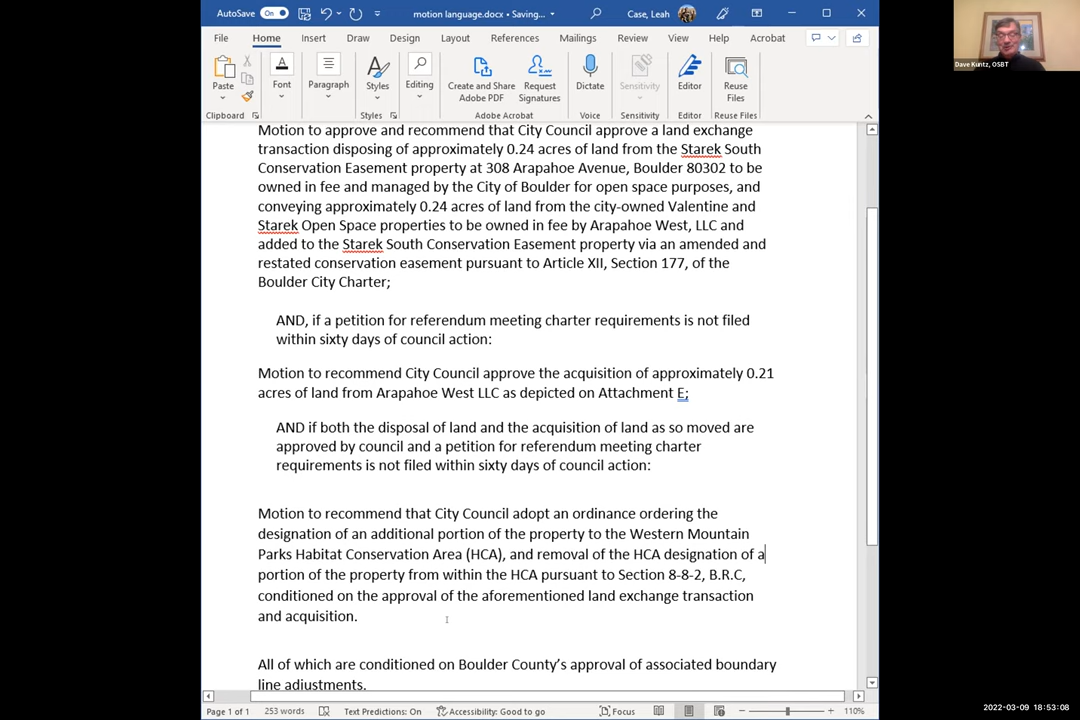 AutoSave On motion language.docx • Saving... Case, Leah
File Home Insert Draw Design Layout References Mailings Review View Help Acrobat
Paste Font Paragraph Styles Editing Create and Share Adobe PDF Request Signatures Dictate Sensitivity Editor Reuse Files
Clipboard Styles Adobe Acrobat Voice Sensitivity Editor Reuse Files
Dave Kuntz, OSBT
Motion to approve and recommend that City Council approve a land exchange
transaction disposing of approximately 0.24 acres of land from the Starek South
Conservation Easement property at 308 Arapahoe Avenue, Boulder 80302 to be
owned in fee and managed by the City of Boulder for open space purposes, and
conveying approximately 0.24 acres of land from the city-owned Valentine and
Starek Open Space properties to be owned in fee by Arapahoe West, LLC and
added to the Starek South Conservation Easement property via an amended and
restated conservation easement pursuant to Article XII, Section 177, of the
Boulder City Charter;
AND, if a petition for referendum meeting charter requirements is not filed
within sixty days of council action:
Motion to recommend City Council approve the acquisition of approximately 0.21
acres of land from Arapahoe West LLC as depicted on Attachment E;
AND if both the disposal of land and the acquisition of land as so moved are
approved by council and a petition for referendum meeting charter
requirements is not filed within sixty days of council action:
Motion to recommend that City Council adopt an ordinance ordering the
designation of an additional portion of the property to the Western Mountain
Parks Habitat Conservation Area (HCA), and removal of the HCA designation of a
portion of the property from within the HCA pursuant to Section 8-8-2, B.R.C,
conditioned on the approval of the aforementioned land exchange transaction
and acquisition.
All of which are conditioned on Boulder County's approval of associated boundary
line adjustments.
Page 1 of 1 253 words Text Predictions: On Accessibility: Good to go Focus 110%
2022-03-09 18:53:08